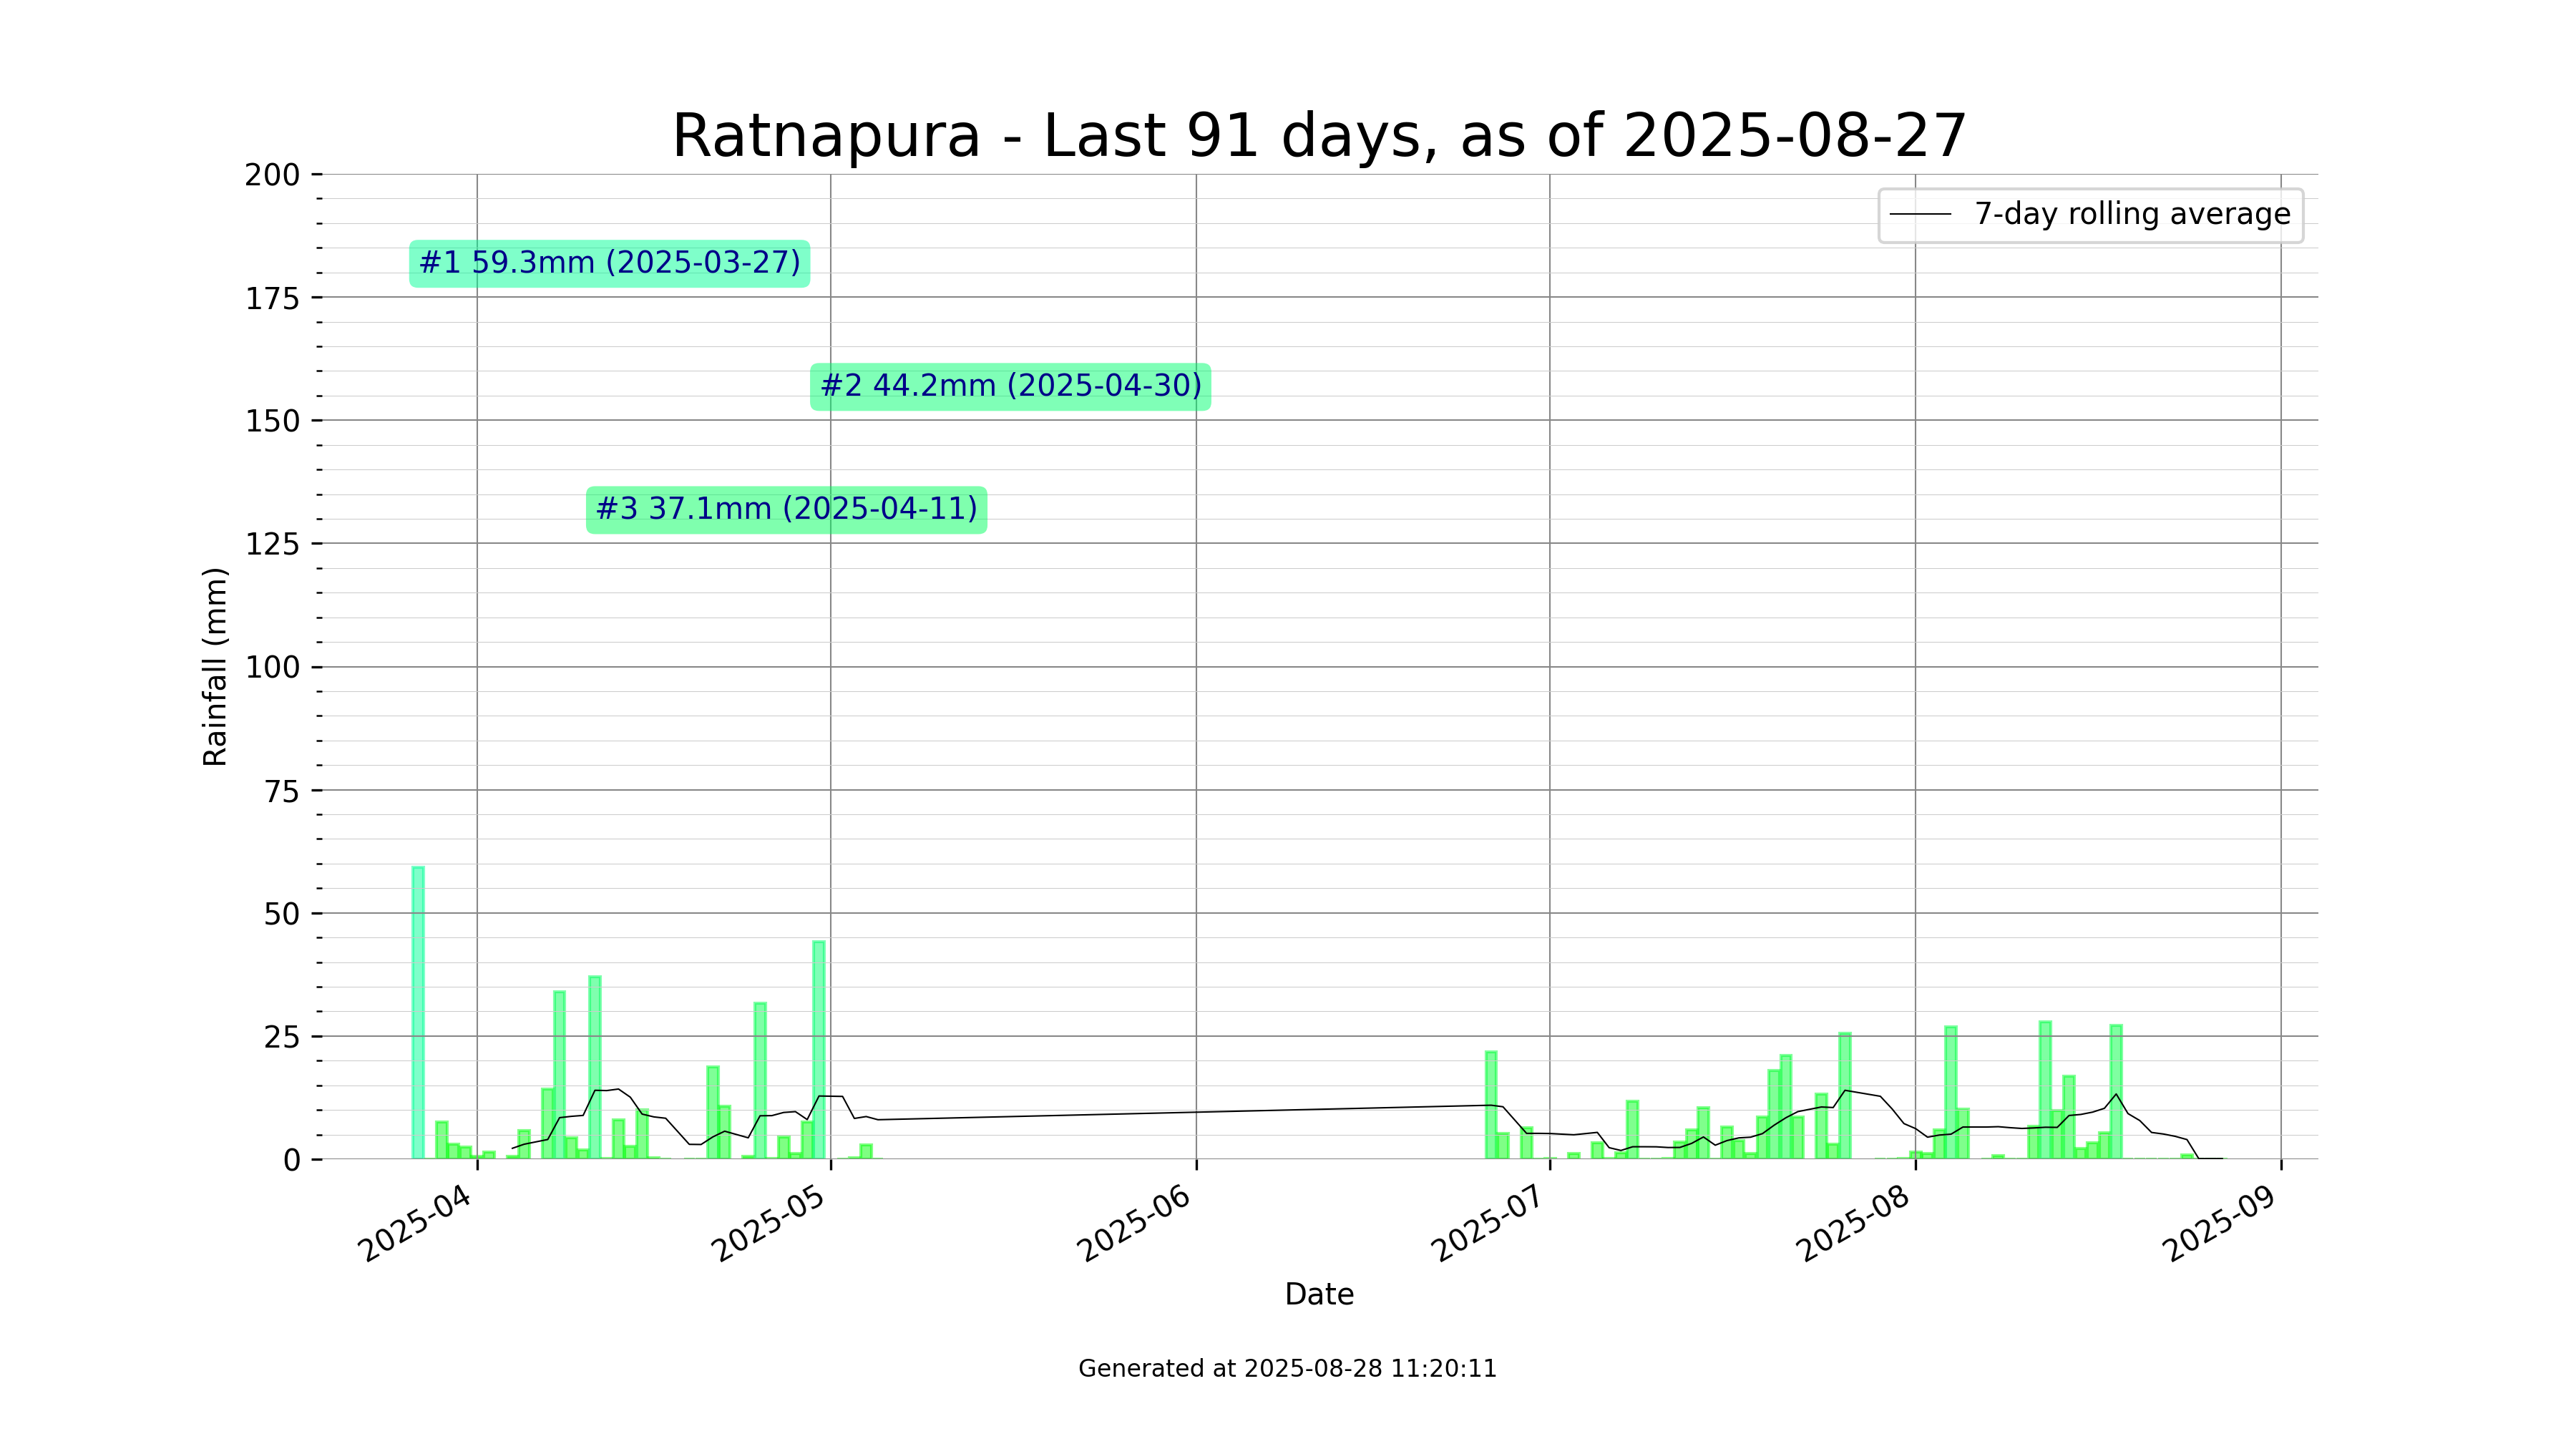 Ratnapura - Last 91 days, as of 2025-08-27
200
175
150
125
100
75
50
25
0
Rainfall (mm)
7-day rolling average
#1 59.3mm (2025-03-27)
#2 44.2mm (2025-04-30)
#3 37.1mm (2025-04-11)
2025-04
2025-05
2025-06
2025-07
2025-08
2025-09
Date
Generated at 2025-08-28 11:20:11